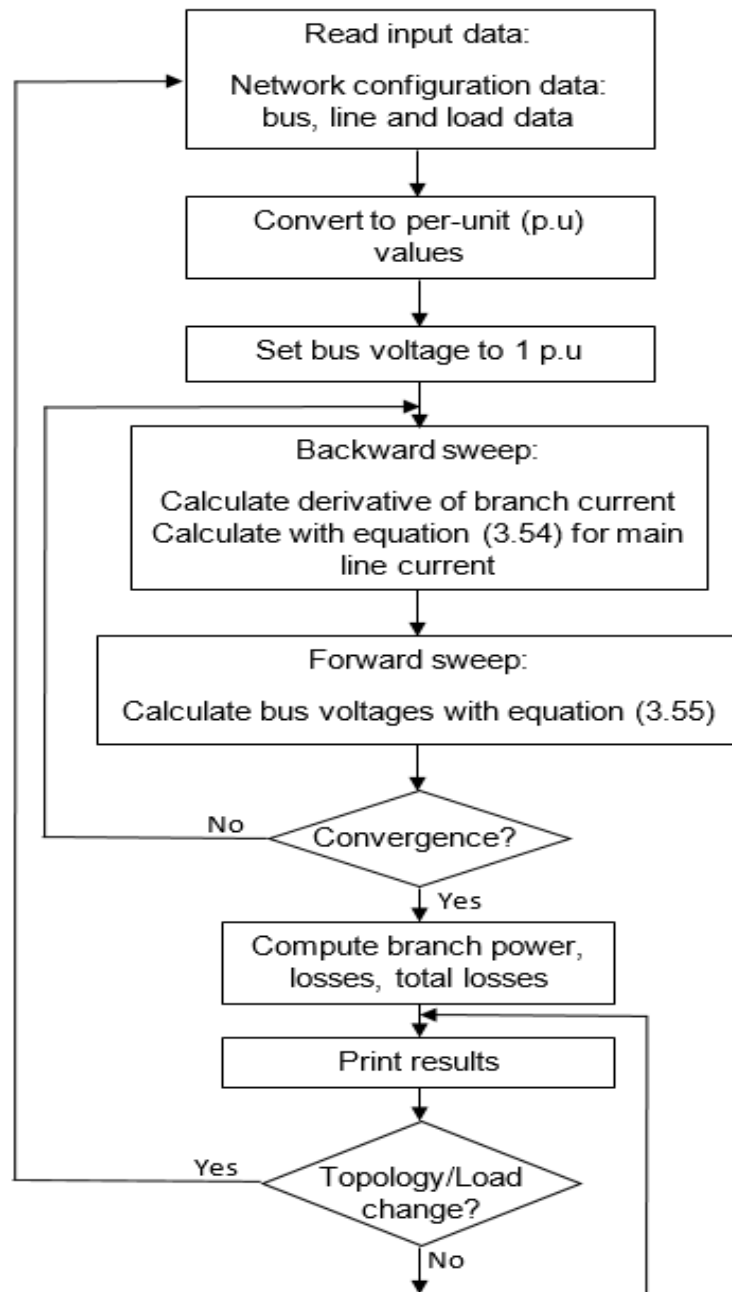 Read input data:
Network configuration data:
bus, line and load data
Convert to per-unit (p.u)
values
Set bus voltage to 1 p.u
Backward sweep:
Calculate derivative of branch current
Calculate with equation (3.54) for main
line current
Forward sweep:
Calculate bus voltages with equation (3.55)
No
Convergence?
Yes
Compute branch power,
losses, total losses
Print results
Yes
Topology/Load
change?
No